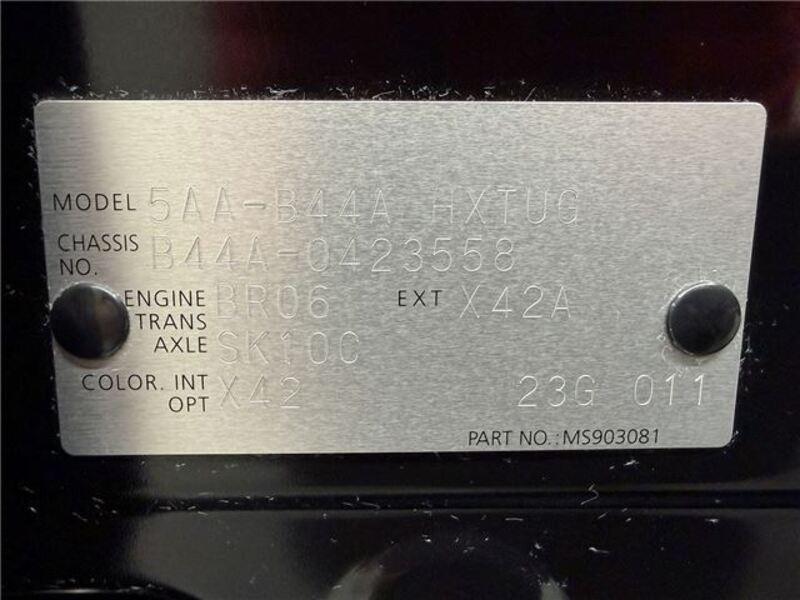 MODEL 5AA-B44A HXTUG
CHASSIS NO. B44A-0423558
ENGINE BR06 EXT X42A
TRANS AXLE SK10C
COLOR. INT X42
OPT 23G 011
PART NO.:MS903081